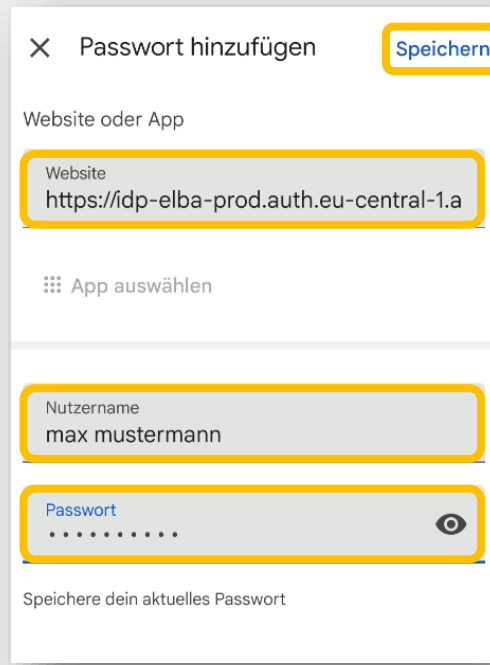 Passwort hinzufügen
Speichern
Website oder App
Website
https://idp-elba-prod.auth.eu-central-1.a
App auswählen
Nutzername
max mustermann
Passwort
••••••••••
Speichere dein aktuelles Passwort